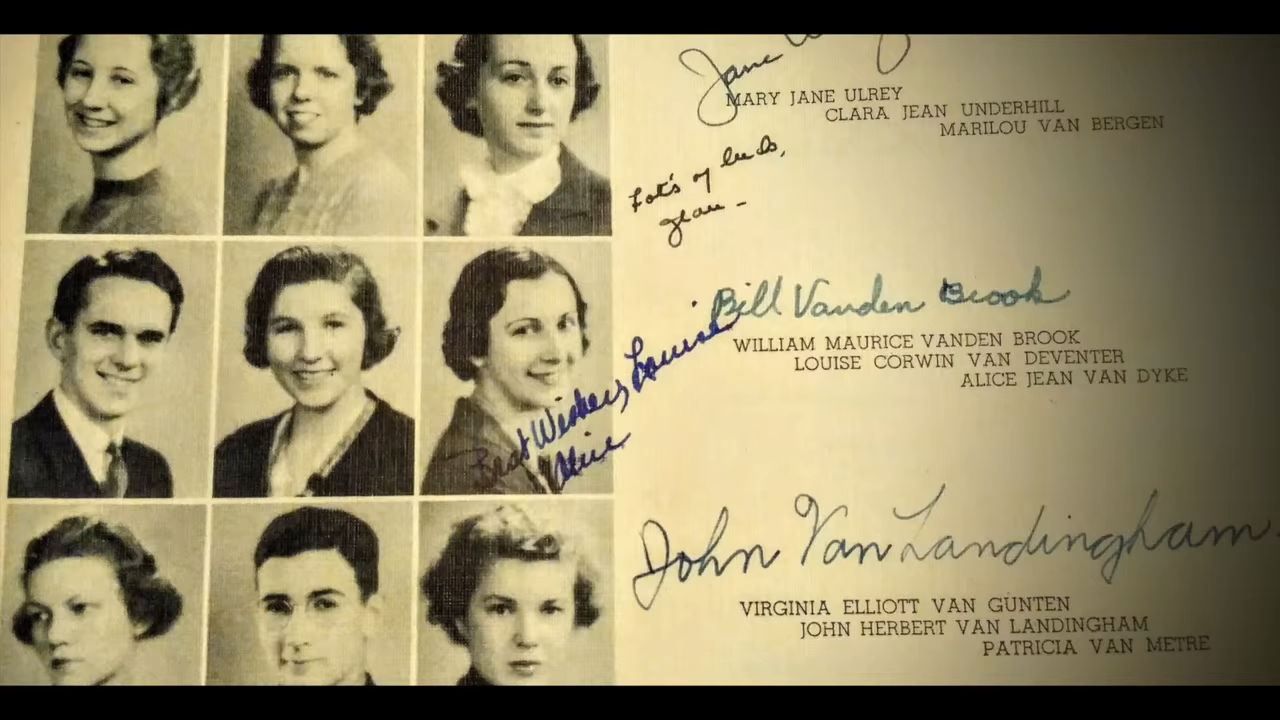 Jane
MARY JANE ULREY
CLARA JEAN UNDERHILL
MARILOU VAN BERGEN
Lot's of luck,
Jean -
Bill Vanden Brook
WILLIAM MAURICE VANDEN BROOK
LOUISE CORWIN VAN DEVENTER
ALICE JEAN VAN DYKE
Best Wishes, Louise
Alice
John Van Landingham
VIRGINIA ELLIOTT VAN GUNTEN
JOHN HERBERT VAN LANDINGHAM
PATRICIA VAN METRE